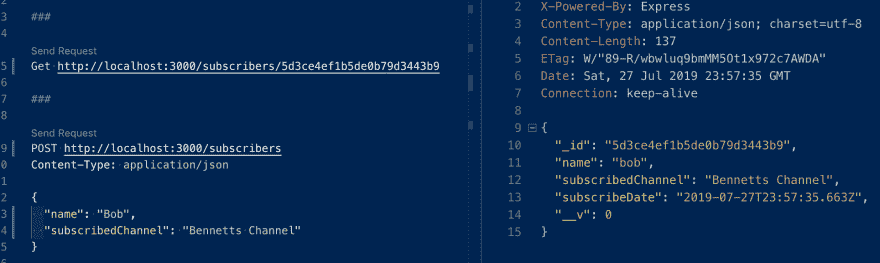 3 ###
4
Send Request
5 Get http://localhost:3000/subscribers/5d3ce4ef1b5de0b79d3443b9
6
7 ###
8
Send Request
9 POST http://localhost:3000/subscribers
0 Content-Type: application/json
1
2 {
3 "name": "Bob",
4 "subscribedChannel": "Bennetts Channel"
5 }
2 X-Powered-By: Express
3 Content-Type: application/json; charset=utf-8
4 Content-Length: 137
5 ETag: W/"89-R/wbwluq9bmMM5Ot1x972c7AWDA"
6 Date: Sat, 27 Jul 2019 23:57:35 GMT
7 Connection: keep-alive
8
9 {
10 "_id": "5d3ce4ef1b5de0b79d3443b9",
11 "name": "bob",
12 "subscribedChannel": "Bennetts Channel",
13 "subscribeDate": "2019-07-27T23:57:35.663Z",
14 "__v": 0
15 }